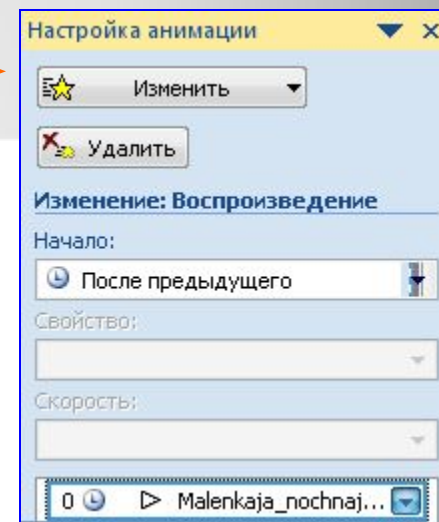 Настройка анимации
Изменить
Удалить
Изменение: Воспроизведение
Начало:
После предыдущего
Свойство:
Скорость:
0 Malenkaja_nochnaj...